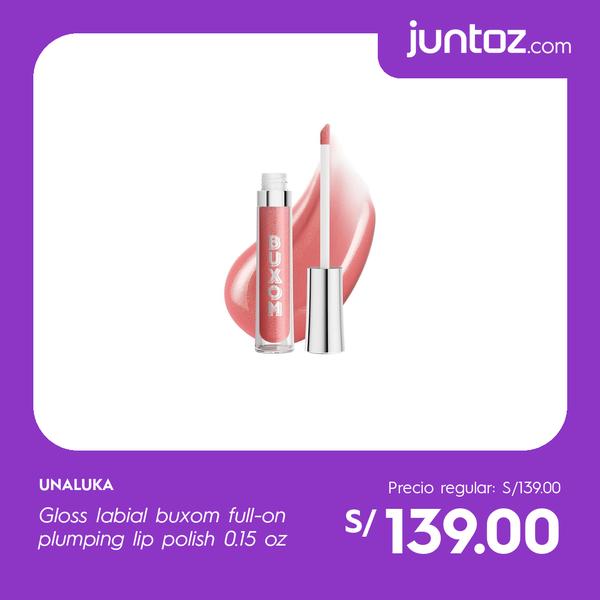 juntoz.com
BUXOM
UNALUKA
Gloss labial buxom full-on
plumping lip polish 0.15 oz
Precio regular: S/139.00
S/139.00